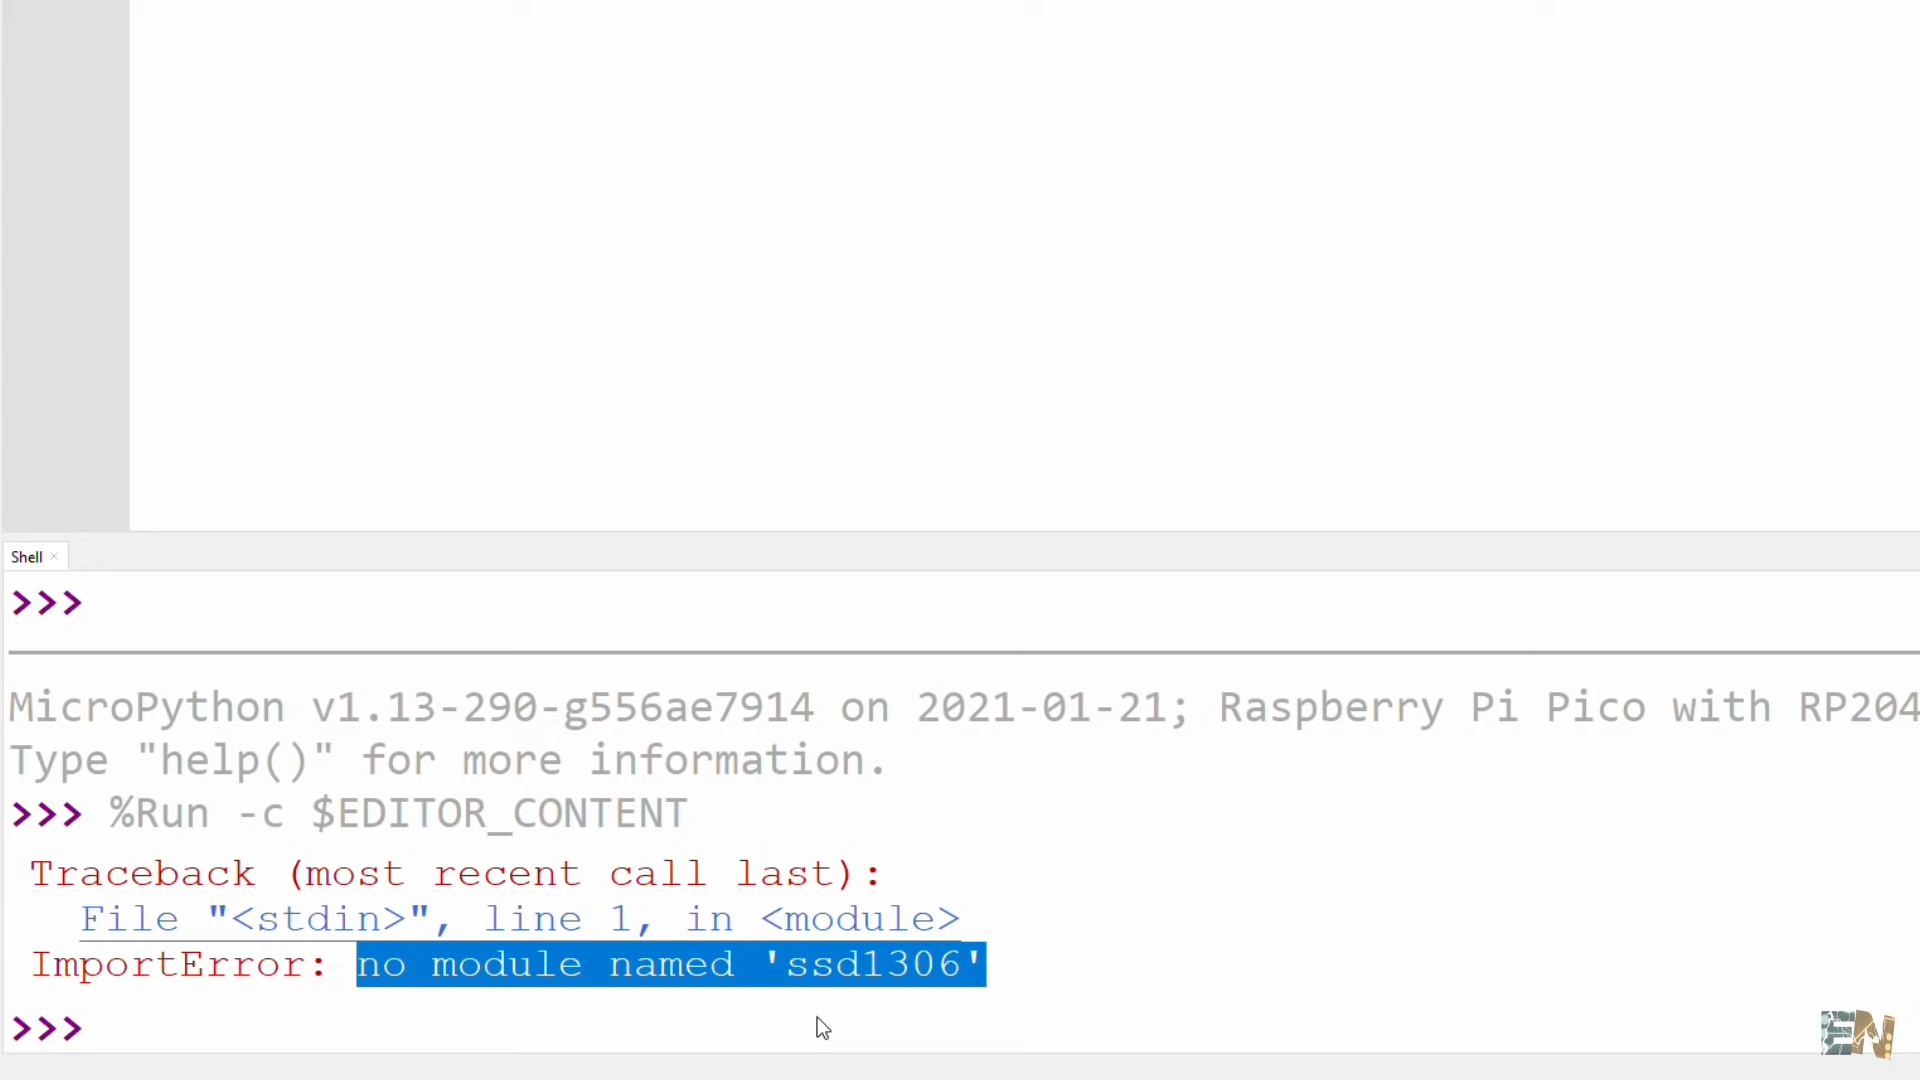 Shell ×
>>>
MicroPython v1.13-290-g556ae7914 on 2021-01-21; Raspberry Pi Pico with RP204
Type "help()" for more information.
>>> %Run -c $EDITOR_CONTENT
Traceback (most recent call last):
File "<stdin>", line 1, in <module>
ImportError: no module named 'ssd1306'
>>>
EN